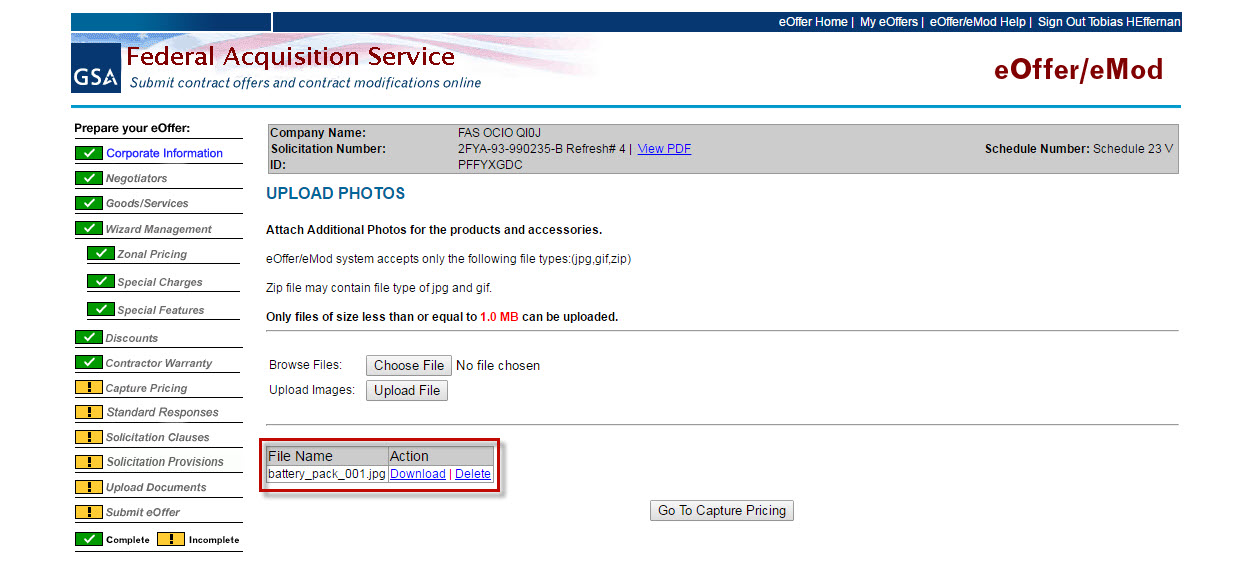 eOffer Home | My eOffers | eOffer/eMod Help | Sign Out Tobias HEffernan
GSA
Federal Acquisition Service
Submit contract offers and contract modifications online
eOffer/eMod
Prepare your eOffer:
Corporate Information
Negotiators
Goods/Services
Wizard Management
Zonal Pricing
Special Charges
Special Features
Discounts
Contractor Warranty
Capture Pricing
Standard Responses
Solicitation Clauses
Solicitation Provisions
Upload Documents
Submit eOffer
Complete Incomplete
Company Name: FAS OCIO QI0J
Solicitation Number: 2FYA-93-990235-B Refresh# 4 | View PDF Schedule Number: Schedule 23 V
ID: PFFYXGDC
UPLOAD PHOTOS
Attach Additional Photos for the products and accessories.
eOffer/eMod system accepts only the following file types:(jpg,gif,zip)
Zip file may contain file type of jpg and gif.
Only files of size less than or equal to 1.0 MB can be uploaded.
Browse Files: Choose File No file chosen
Upload Images: Upload File
File Name Action
battery_pack_001.jpg Download | Delete
Go To Capture Pricing